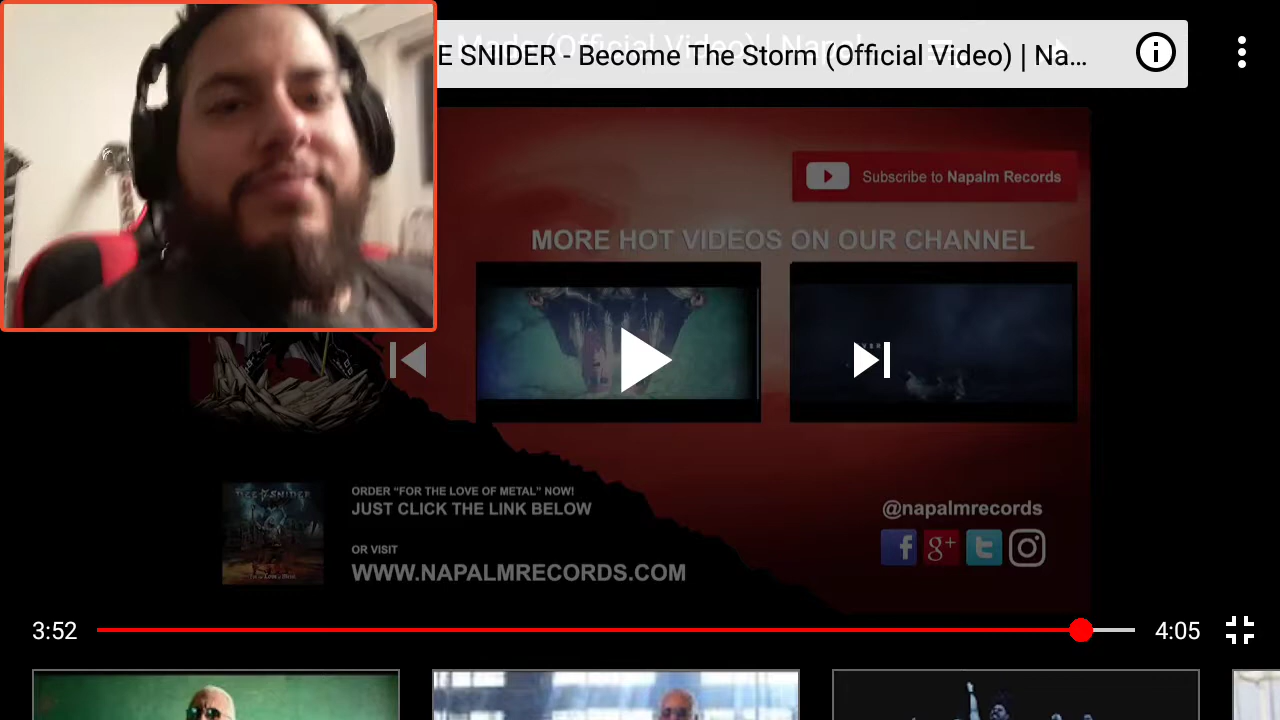 E SNIDER - Become The Storm (Official Video) | Na...
Subscribe to Napalm Records
MORE HOT VIDEOS ON OUR CHANNEL
ORDER “FOR THE LOVE OF METAL” NOW!
JUST CLICK THE LINK BELOW
OR VISIT
WWW.NAPALMRECORDS.COM
@napalmrecords
3:52
4:05